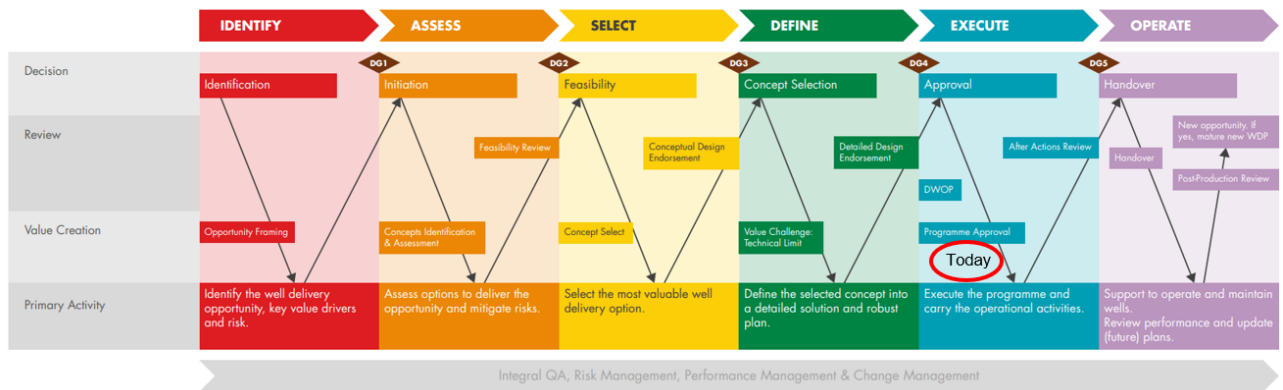 IDENTIFY
ASSESS
SELECT
DEFINE
EXECUTE
OPERATE
DG1
DG2
DG3
DG4
DG5
Decision
Identification
Initiation
Feasibility
Concept Selection
Approval
Handover
Review
Feasibility Review
Conceptual Design
Endorsement
Detailed Design
Endorsement
DWOP
After Actions Review
Handover
New opportunity. If
yes, mature new WDP
Post-Production Review
Value Creation
Opportunity Framing
Concepts Identification
& Assessment
Concept Select
Value Challenge:
Technical Limit
Programme Approval
Today
Primary Activity
Identify the well delivery
opportunity, key value drivers
and risk.
Assess options to deliver the
opportunity and mitigate risks.
Select the most valuable well
delivery option.
Define the selected concept into
a detailed solution and robust
plan.
Execute the programme and
carry the operational activities.
Support to operate and maintain
wells.
Review performance and update
(future) plans.
Integral QA, Risk Management, Performance Management & Change Management